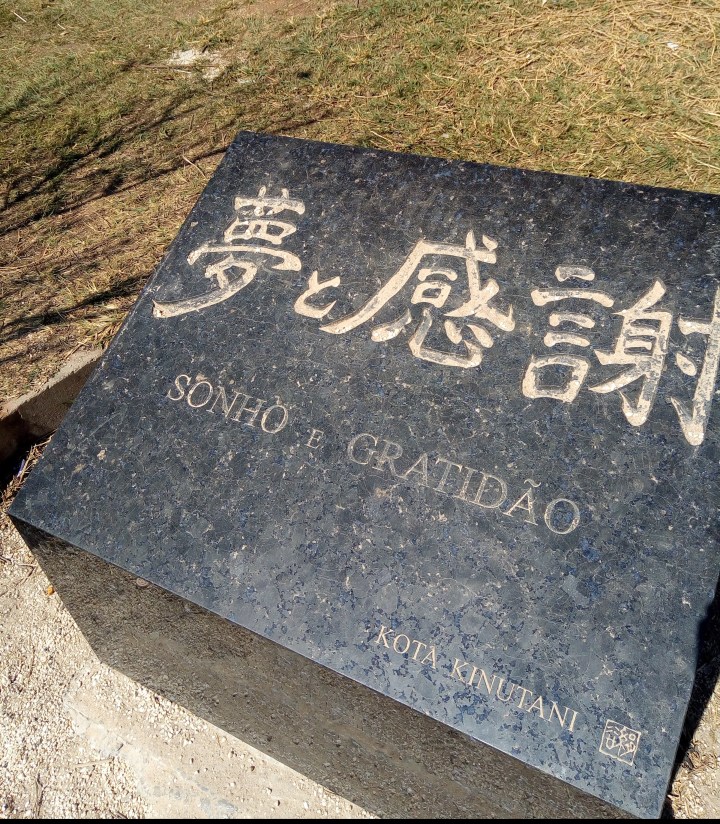 夢と感謝
SONHO E GRATIDÃO
KOTA KINUTANI